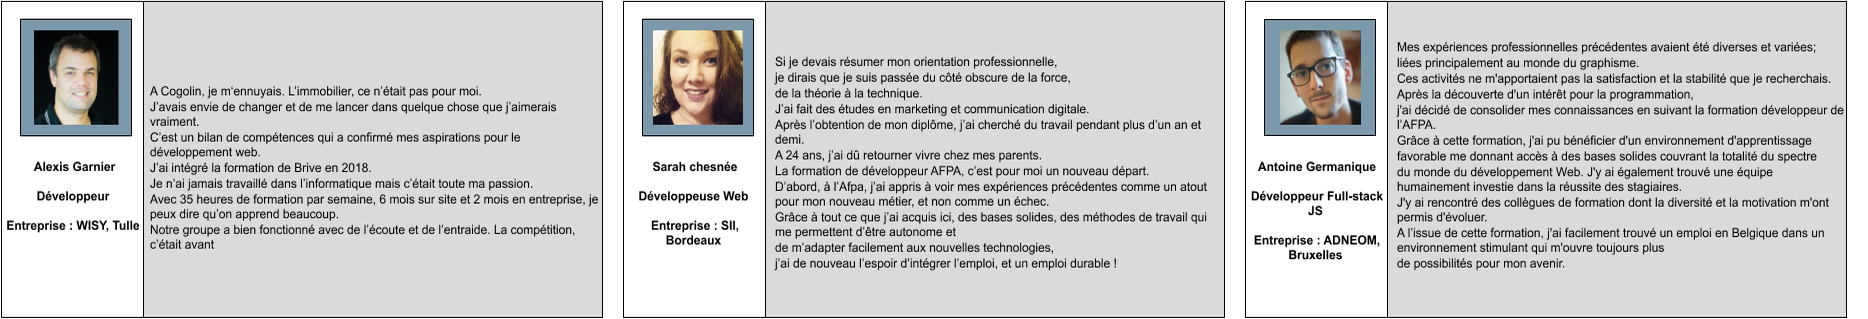 Alexis Garnier
Développeur
Entreprise : WISY, Tulle
A Cogolin, je m‘ennuyais. L’immobilier, ce n’était pas pour moi.
J’avais envie de changer et de me lancer dans quelque chose que j’aimerais
vraiment.
C’est un bilan de compétences qui a confirmé mes aspirations pour le
développement web.
J’ai intégré la formation de Brive en 2018.
Je n’ai jamais travaillé dans l’informatique mais c’était toute ma passion.
Avec 35 heures de formation par semaine, 6 mois sur site et 2 mois en entreprise, je
peux dire qu’on apprend beaucoup.
Notre groupe a bien fonctionné avec de l’écoute et de l’entraide. La compétition,
c’était avant
Sarah chesnée
Développeuse Web
Entreprise : SII,
Bordeaux
Si je devais résumer mon orientation professionnelle,
je dirais que je suis passée du côté obscure de la force,
de la théorie à la technique.
J’ai fait des études en marketing et communication digitale.
Après l’obtention de mon diplôme, j’ai cherché du travail pendant plus d’un an et
demi.
A 24 ans, j’ai dû retourner vivre chez mes parents.
La formation de développeur AFPA, c’est pour moi un nouveau départ.
D’abord, à l’Afpa, j’ai appris à voir mes expériences précédentes comme un atout
pour mon nouveau métier, et non comme un échec.
Grâce à tout ce que j’ai acquis ici, des bases solides, des méthodes de travail qui
me permettent d’être autonome et
de m’adapter facilement aux nouvelles technologies,
j’ai de nouveau l’espoir d’intégrer l’emploi, et un emploi durable !
Antoine Germanique
Développeur Full-stack
JS
Entreprise : ADNEOM,
Bruxelles
Mes expériences professionnelles précédentes avaient été diverses et variées;
liées principalement au monde du graphisme.
Ces activités ne m'apportaient pas la satisfaction et la stabilité que je recherchais.
Après la découverte d'un intérêt pour la programmation,
j'ai décidé de consolider mes connaissances en suivant la formation développeur de
l’AFPA.
Grâce à cette formation, j'ai pu bénéficier d'un environnement d'apprentissage
favorable me donnant accès à des bases solides couvrant la totalité du spectre
du monde du développement Web. J'y ai également trouvé une équipe
humainement investie dans la réussite des stagiaires.
J'y ai rencontré des collègues de formation dont la diversité et la motivation m'ont
permis d'évoluer.
A l’issue de cette formation, j'ai facilement trouvé un emploi en Belgique dans un
environnement stimulant qui m'ouvre toujours plus
de possibilités pour mon avenir.